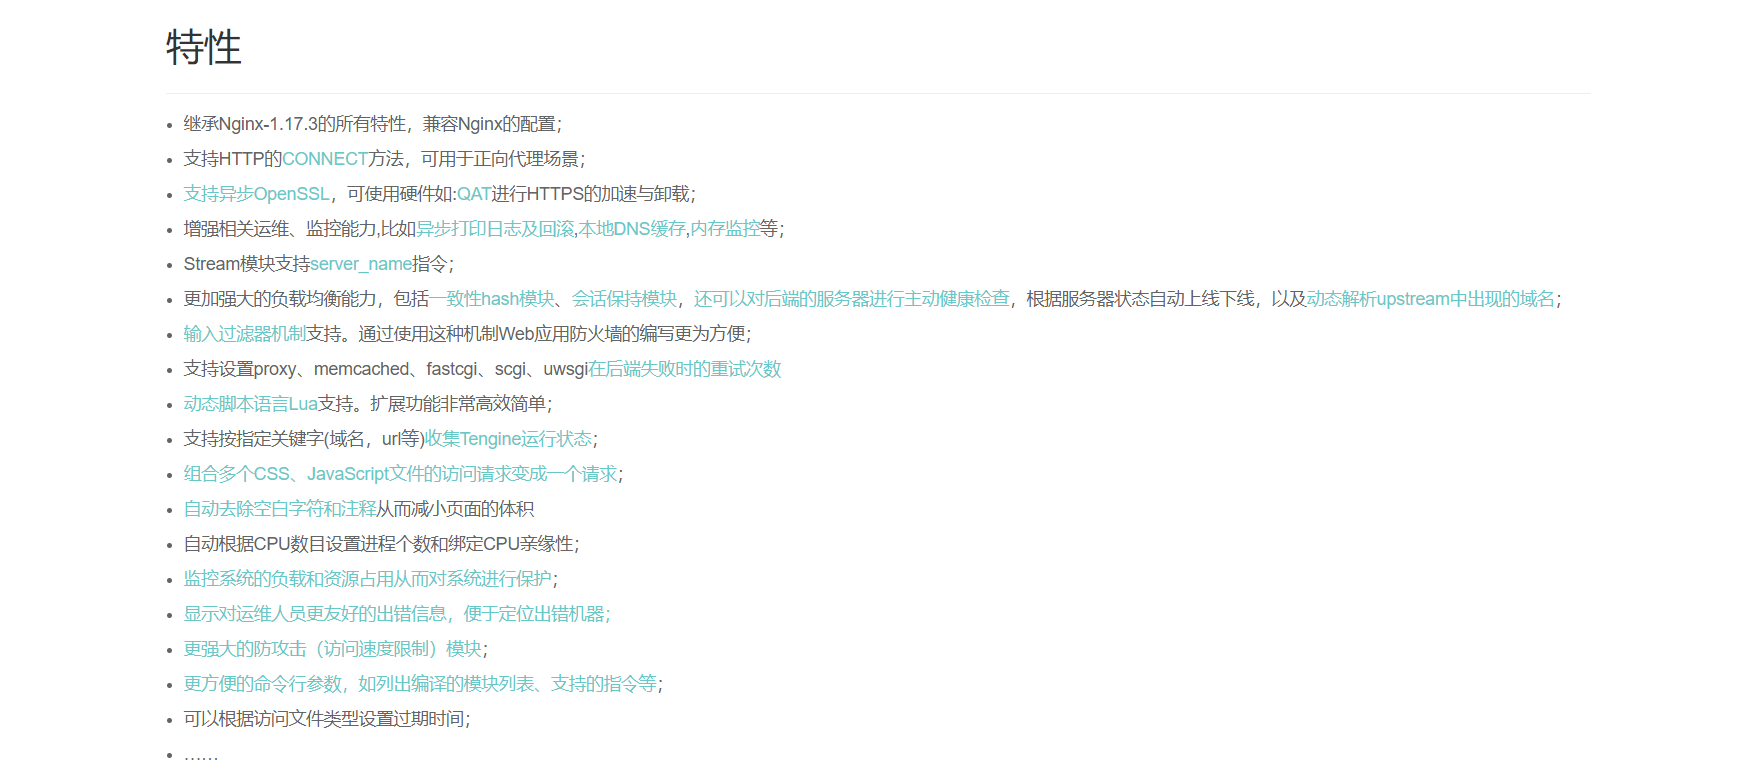 特性
继承Nginx-1.17.3的所有特性，兼容Nginx的配置；
支持HTTP的CONNECT方法，可用于正向代理场景；
支持异步OpenSSL，可使用硬件如:QAT进行HTTPS的加速与卸载；
增强相关运维、监控能力,比如异步打印日志及回滚,本地DNS缓存,内存监控等；
Stream模块支持server_name指令；
更加强大的负载均衡能力，包括一致性hash模块、会话保持模块，还可以对后端的服务器进行主动健康检查，根据服务器状态自动上线下线，以及动态解析upstream中出现的域名；
输入过滤器机制支持。通过使用这种机制Web应用防火墙的编写更为方便；
支持设置proxy、memcached、fastcgi、scgi、uwsgi在后端失败时的重试次数
动态脚本语言Lua支持。扩展功能非常高效简单；
支持按指定关键字(域名，url等)收集Tengine运行状态；
组合多个CSS、JavaScript文件的访问请求变成一个请求；
自动去除空白字符和注释从而减小页面的体积
自动根据CPU数目设置进程个数和绑定CPU亲缘性；
监控系统的负载和资源占用从而对系统进行保护；
显示对运维人员更友好的出错信息，便于定位出错机器；
更强大的防攻击（访问速度限制）模块；
更方便的命令行参数，如列出编译的模块列表、支持的指令等；
可以根据访问文件类型设置过期时间；
……